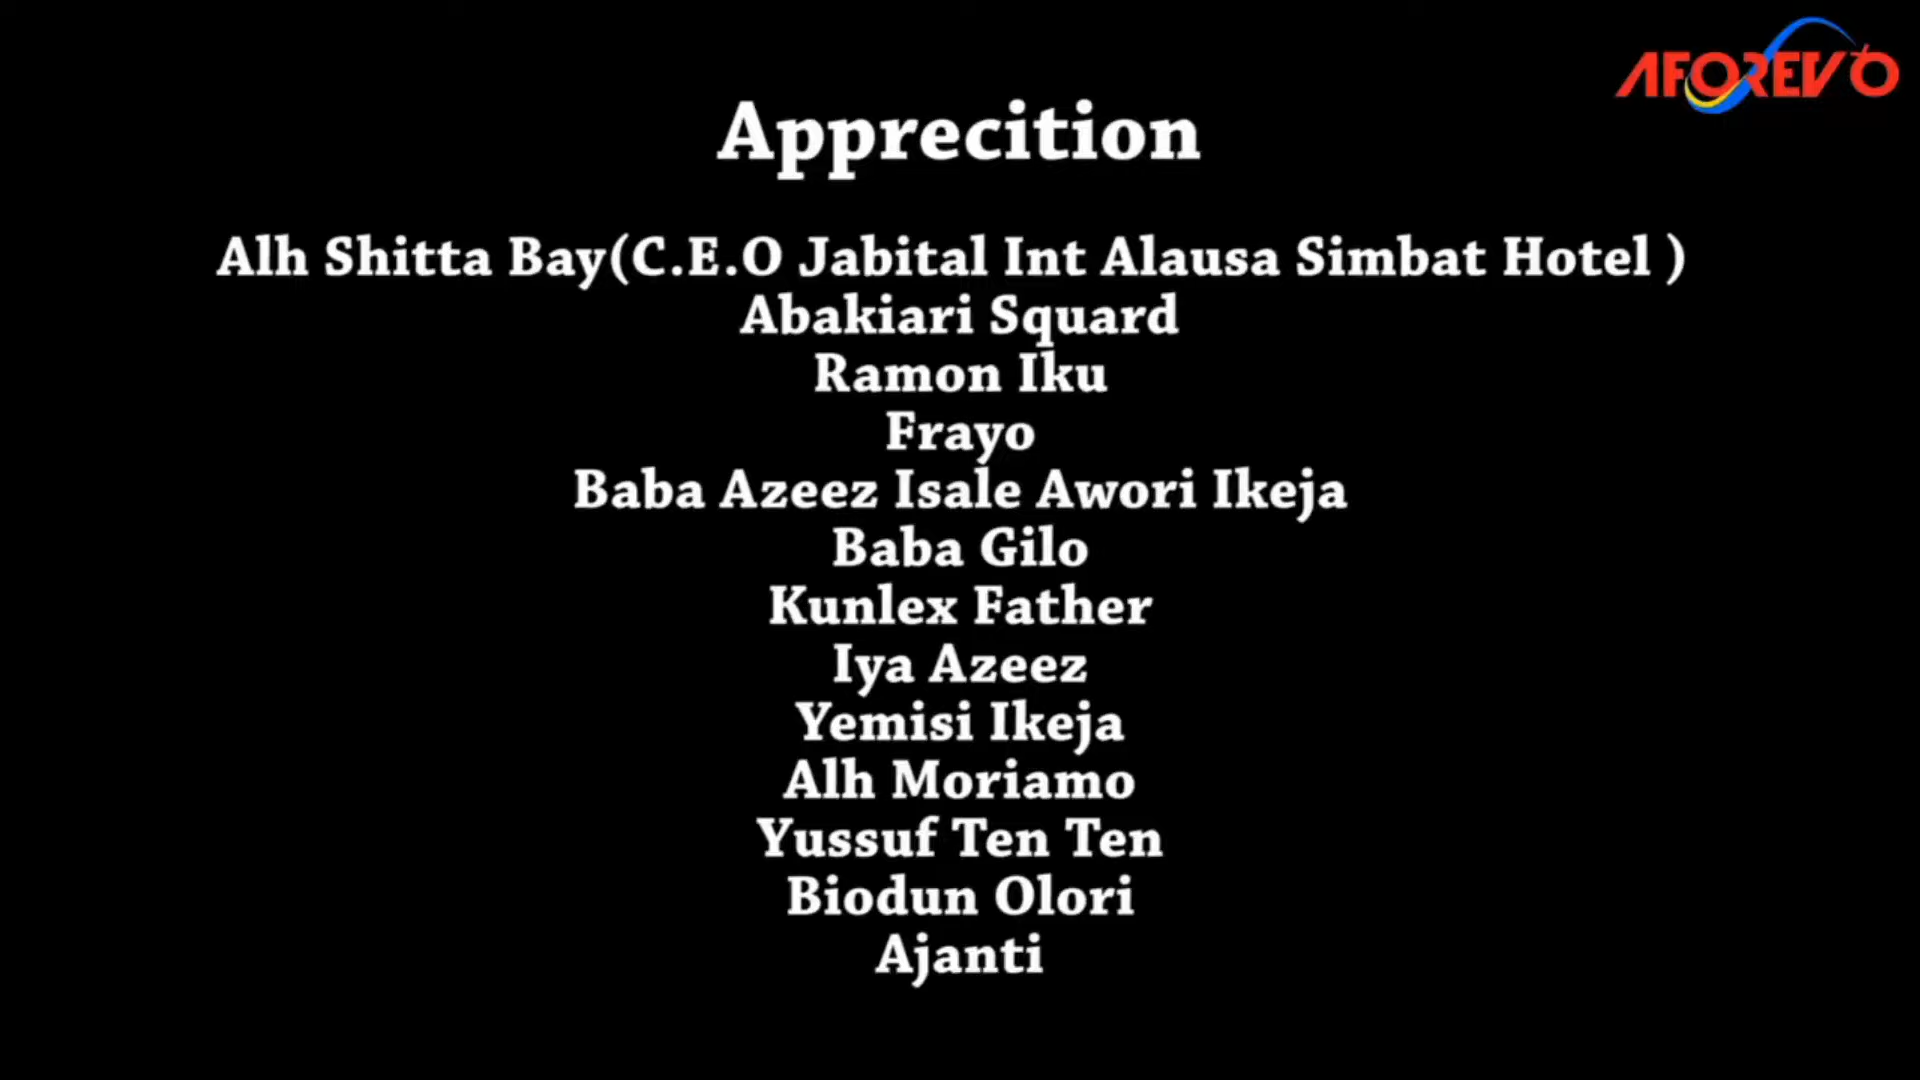 AFOREVO
Apprecition
Alh Shitta Bay(C.E.O Jabital Int Alausa Simbat Hotel )
Abakiari Squard
Ramon Iku
Frayo
Baba Azeez Isale Awori Ikeja
Baba Gilo
Kunlex Father
Iya Azeez
Yemisi Ikeja
Alh Moriamo
Yussuf Ten Ten
Biodun Olori
Ajanti